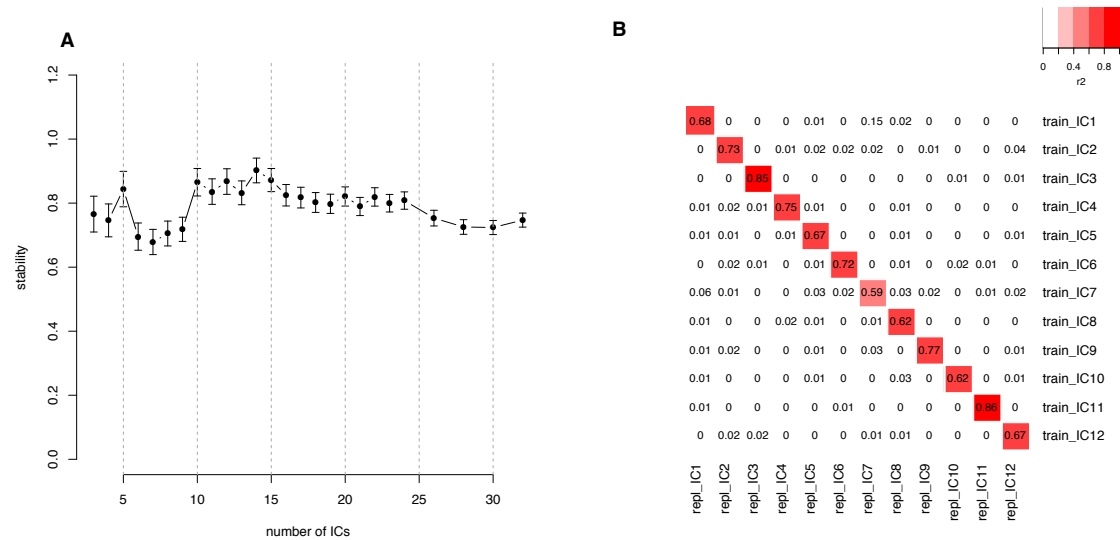 A
1.2
1.0
0.8
0.6
0.4
0.2
0.0
stability
5 10 15 20 25 30
number of ICs
B
0 0.4 0.8
r2
0.68 0 0 0 0.01 0 0.15 0.02 0 0 0 0 train_IC1
0 0.73 0 0.01 0.02 0.02 0.02 0 0.01 0 0 0.04 train_IC2
0 0 0.85 0 0 0 0 0 0 0.01 0 0.01 train_IC3
0.01 0.02 0.01 0.75 0.01 0 0 0.01 0 0 0 0 train_IC4
0.01 0.01 0 0 0.67 0 0 0.01 0 0 0 0.01 train_IC5
0 0.02 0.01 0 0.01 0.72 0 0.01 0 0.02 0.01 0 train_IC6
0.06 0.01 0 0 0.03 0.02 0.59 0.03 0.02 0 0.01 0.02 train_IC7
0.01 0 0 0.02 0.01 0 0.01 0.62 0 0 0 0 train_IC8
0.01 0.02 0 0 0.01 0 0.03 0 0.77 0 0 0.01 train_IC9
0.01 0 0 0 0.01 0 0 0.03 0 0.62 0 0.01 train_IC10
0.01 0 0 0 0 0.01 0 0 0 0 0.86 0 train_IC11
0 0.02 0.02 0 0 0 0.01 0.01 0 0 0 0.67 train_IC12
repl_IC1
repl_IC2
repl_IC3
repl_IC4
repl_IC5
repl_IC6
repl_IC7
repl_IC8
repl_IC9
repl_IC10
repl_IC11
repl_IC12